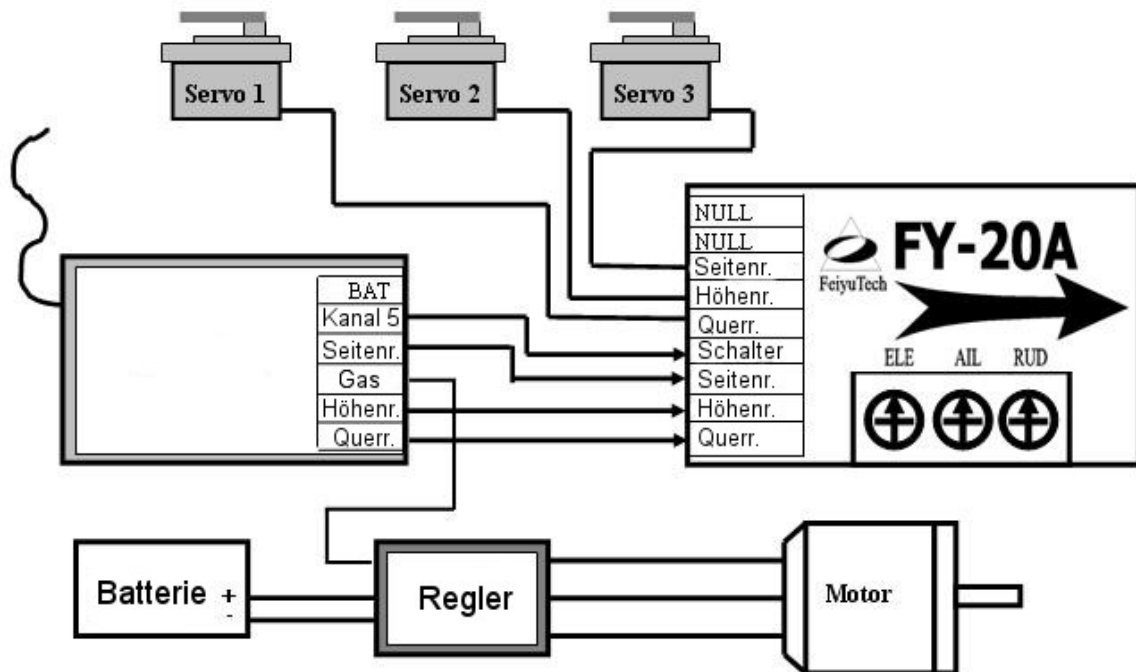 Servo 1
Servo 2
Servo 3
BAT
Kanal 5
Seitenr.
Gas
Höhenr.
Querr.
NULL
NULL
Seitenr.
Höhenr.
Querr.
Schalter
Seitenr.
Höhenr.
Querr.
FeiyuTech
FY-20A
ELE AIL RUD
Batterie + -
Regler
Motor